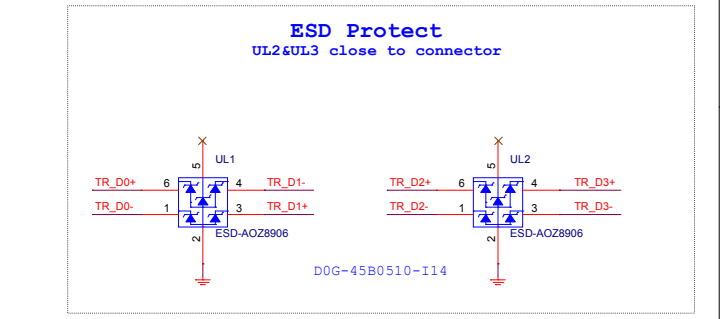 ESD Protect
UL2&UL3 close to connector
5 UL1 5 UL2
TR_D0+ 6 4 TR_D1- TR_D2+ 6 4 TR_D3+
TR_D0- 1 3 TR_D1+ TR_D2- 1 3 TR_D3-
2 ESD-AOZ8906 2 ESD-AOZ8906
D0G-45B0510-I14